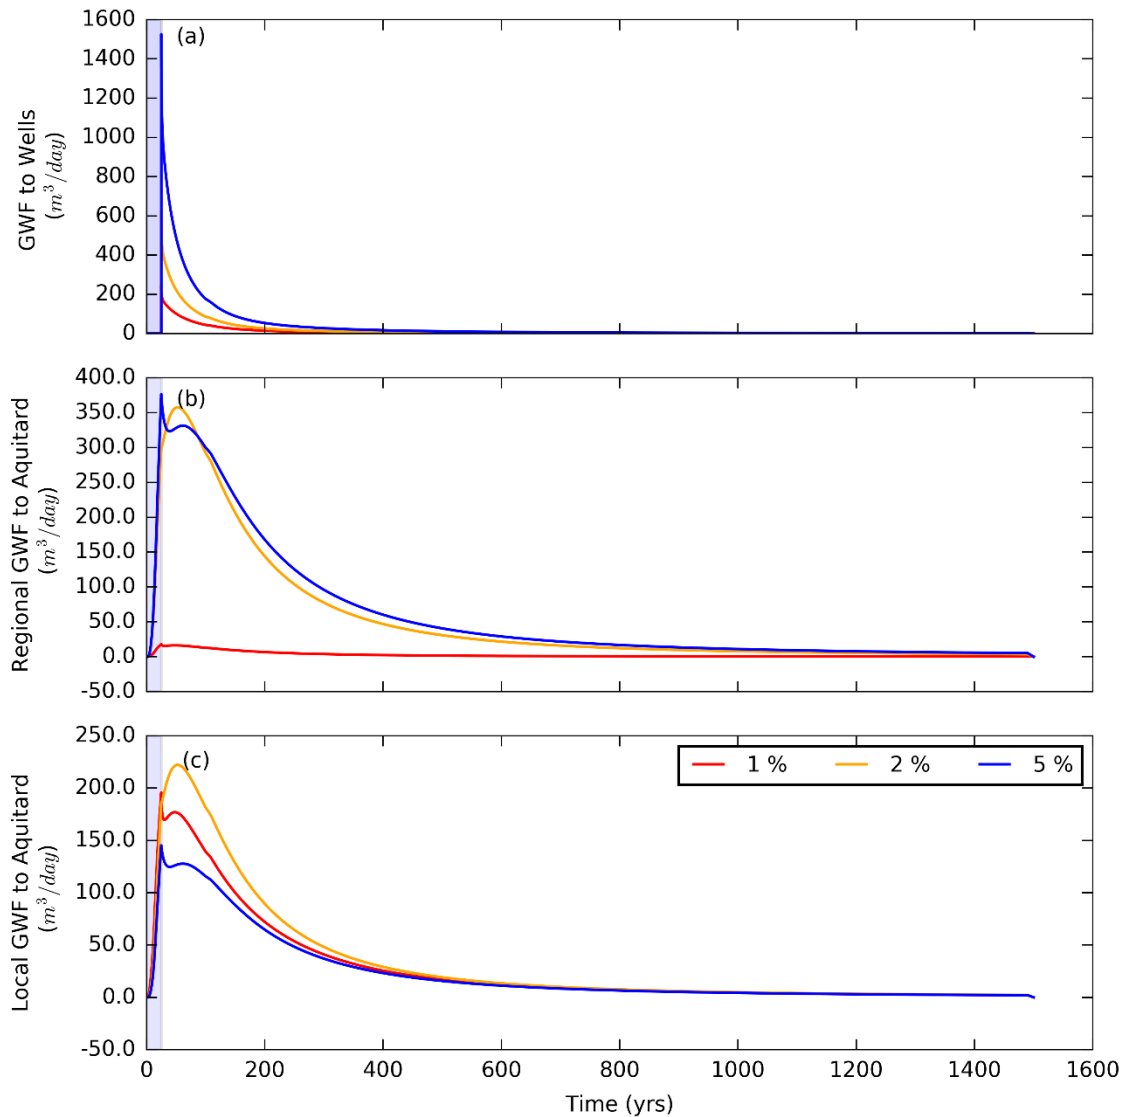 1600
1400
1200
1000
800
600
400
200
0
GWF to Wells
(m³/day)
(a)
400.0
350.0
300.0
250.0
200.0
150.0
100.0
50.0
0.0
-50.0
Regional GWF to Aquitard
(m³/day)
(b)
250.0
200.0
150.0
100.0
50.0
0.0
-50.0
Local GWF to Aquitard
(m³/day)
(c)
1 % 2 % 5 %
0 200 400 600 800 1000 1200 1400 1600
Time (yrs)